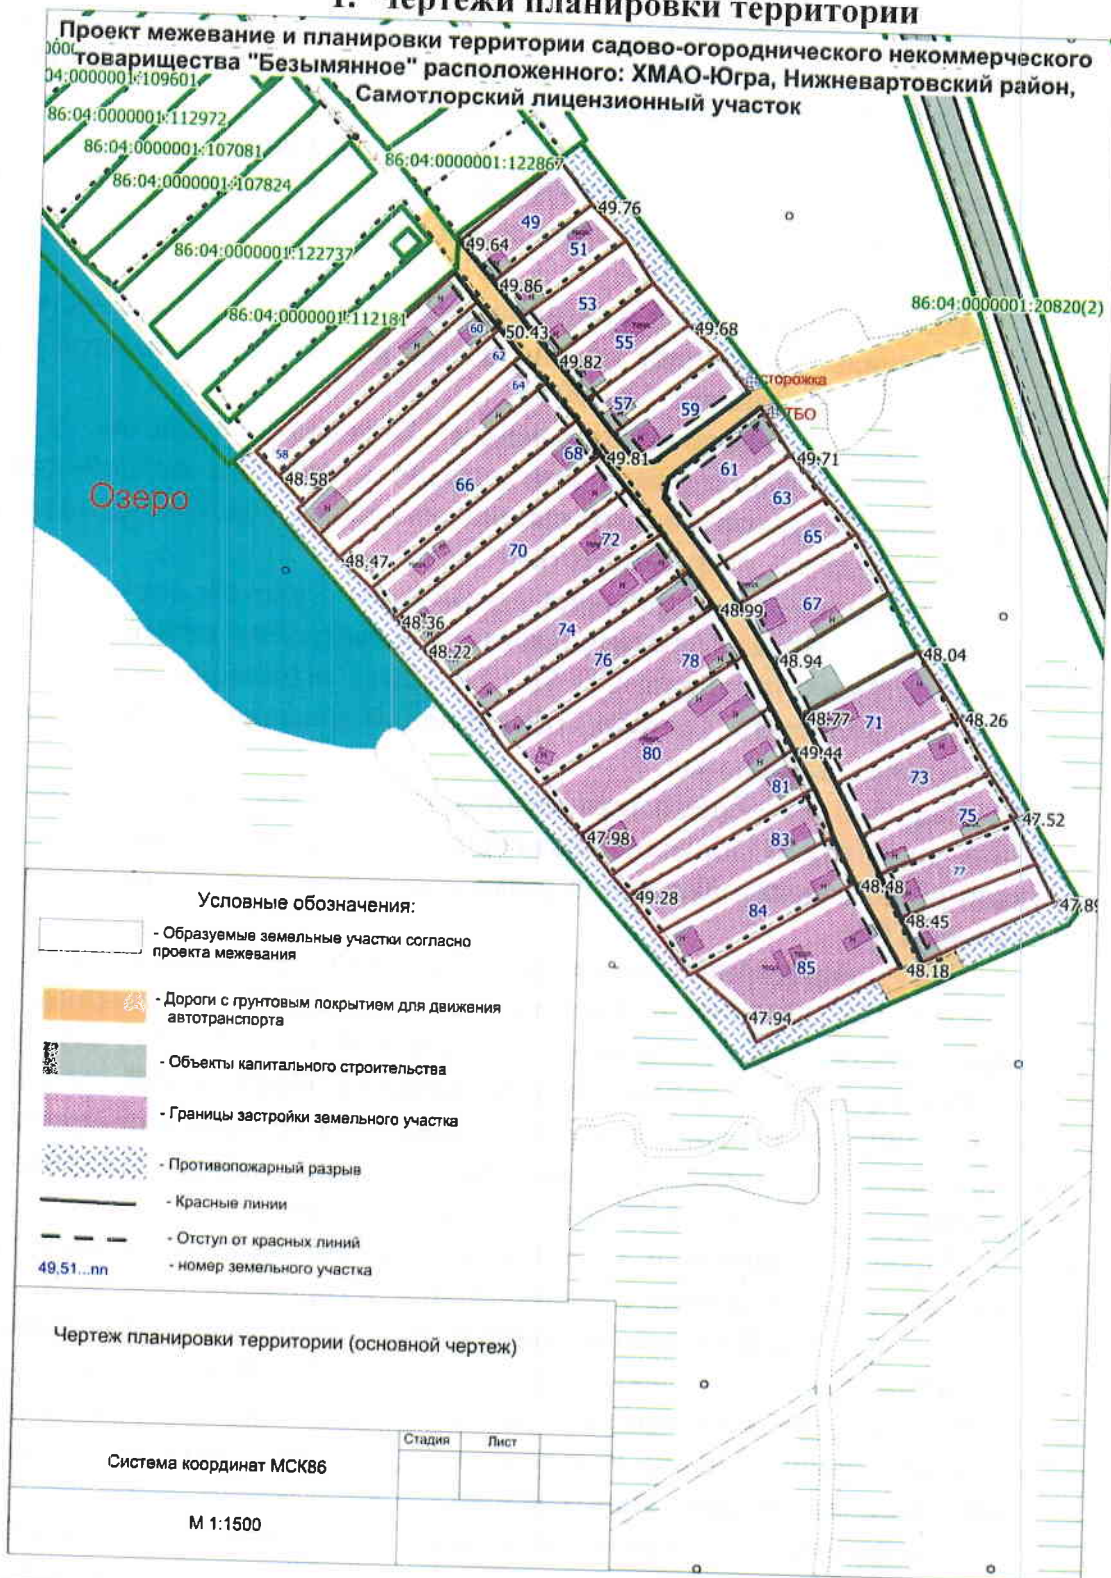 1. Чертежи планировки территории
Проект межевание и планировки территории садово-огороднического некоммерческого
товарищества "Безымянное" расположенного: ХМАО-Югра, Нижневартовский район,
Самотлорский лицензионный участок
04:0000001:109601
86:04:0000001:112972
86:04:0000001:107081
86:04:0000001:107824
86:04:0000001:122867
86:04:0000001:122737
86:04:0000001:112181
86:04:0000001:20820(2)
49
49.76
49.64
51
49.86
53
50.43
55
49.68
60
62
49.82
64
57
59
сторожка
ТБО
58
48.58
68
49.81
61
49.71
66
63
Озеро
70
72
65
48.47
67
48.99
48.36
74
48.22
76
78
48.94
48.04
48.77
71
48.26
80
49.44
81
73
75
47.52
47.98
83
77
49.28
84
48.48
48.45
47.89
85
48.18
47.94
Условные обозначения:
- Образуемые земельные участки согласно
проекта межевания
- Дороги с грунтовым покрытием для движения
автотранспорта
- Объекты капитального строительства
- Границы застройки земельного участка
- Противопожарный разрыв
- Красные линии
- Отступ от красных линий
49,51...nn - номер земельного участка
Чертеж планировки территории (основной чертеж)
Стадия Лист
Система координат МСК86
М 1:1500